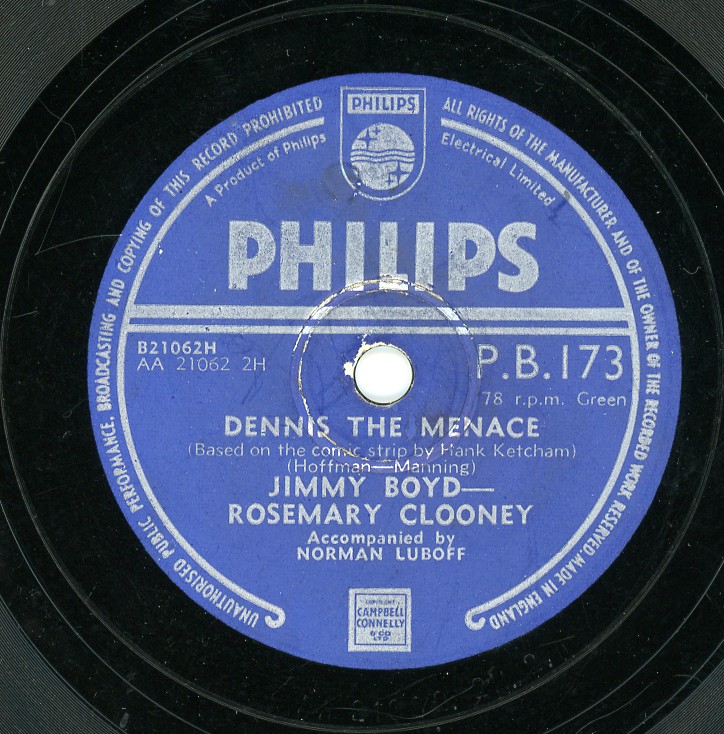 PHILIPS
UNAUTHORISED PUBLIC PERFORMANCE, BROADCASTING AND COPYING OF THIS RECORD PROHIBITED
ALL RIGHTS OF THE MANUFACTURER AND OF THE OWNER OF THE RECORDED WORK RESERVED. MADE IN ENGLAND
A Product of Philips Electrical Limited
PHILIPS
B21062H
AA 21062 2H
P.B.173
78 r.p.m. Green
DENNIS THE MENACE
(Based on the comic strip by Hank Ketcham)
(Hoffman—Manning)
JIMMY BOYD—
ROSEMARY CLOONEY
Accompanied by
NORMAN LUBOFF
COPYRIGHT
CAMPBELL
CONNELLY
& CO
LTD